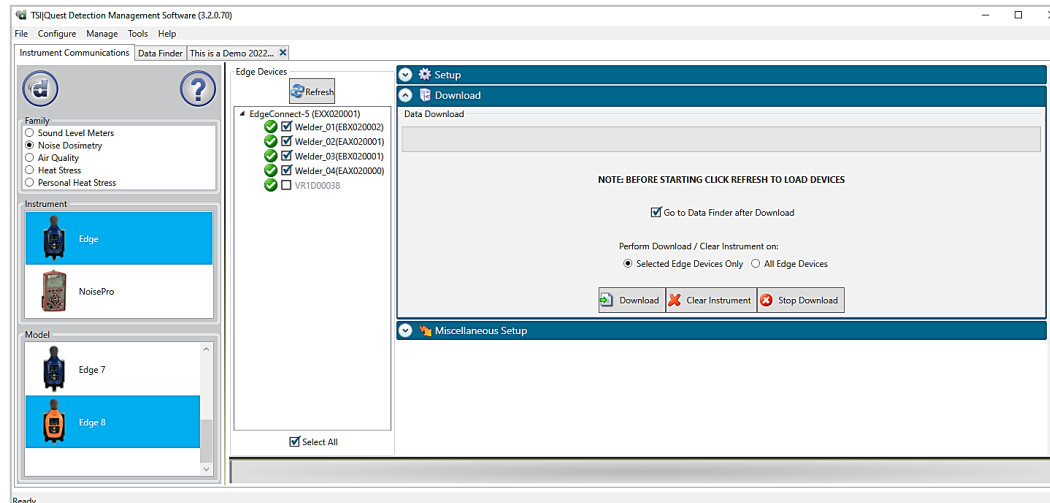 TSI|Quest Detection Management Software (3.2.0.70)
File Configure Manage Tools Help
Instrument Communications Data Finder This is a Demo 2022...
Family
Sound Level Meters
Noise Dosimetry
Air Quality
Heat Stress
Personal Heat Stress
Instrument
Edge
NoisePro
Model
Edge 7
Edge 8
Edge Devices
Refresh
EdgeConnect-5 (EXX020001)
Welder_01(EBX020002)
Welder_02(EAX020001)
Welder_03(EBX020001)
Welder_04(EAX020000)
VR1D00038
Select All
Setup
Download
Data Download
NOTE: BEFORE STARTING CLICK REFRESH TO LOAD DEVICES
Go to Data Finder after Download
Perform Download / Clear Instrument on:
Selected Edge Devices Only All Edge Devices
Download Clear Instrument Stop Download
Miscellaneous Setup
Ready